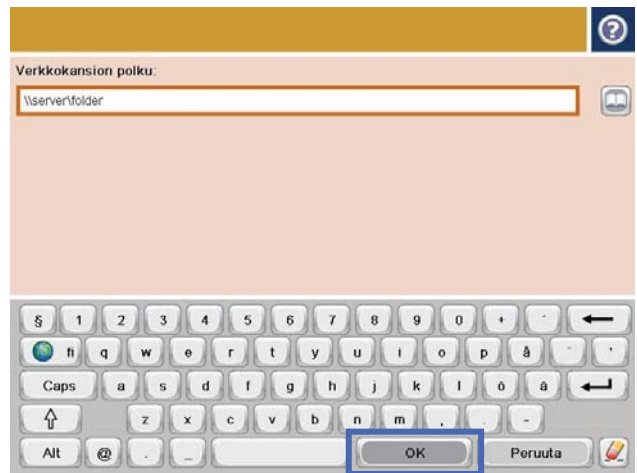 ?
Verkkokansion polku:
\\server\folder
§ 1 2 3 4 5 6 7 8 9 0 + ´
fi q w e r t y u i o p å ¨ '
Caps a s d f g h j k l ö ä
z x c v b n m , . -
Alt @ . _ OK Peruuta